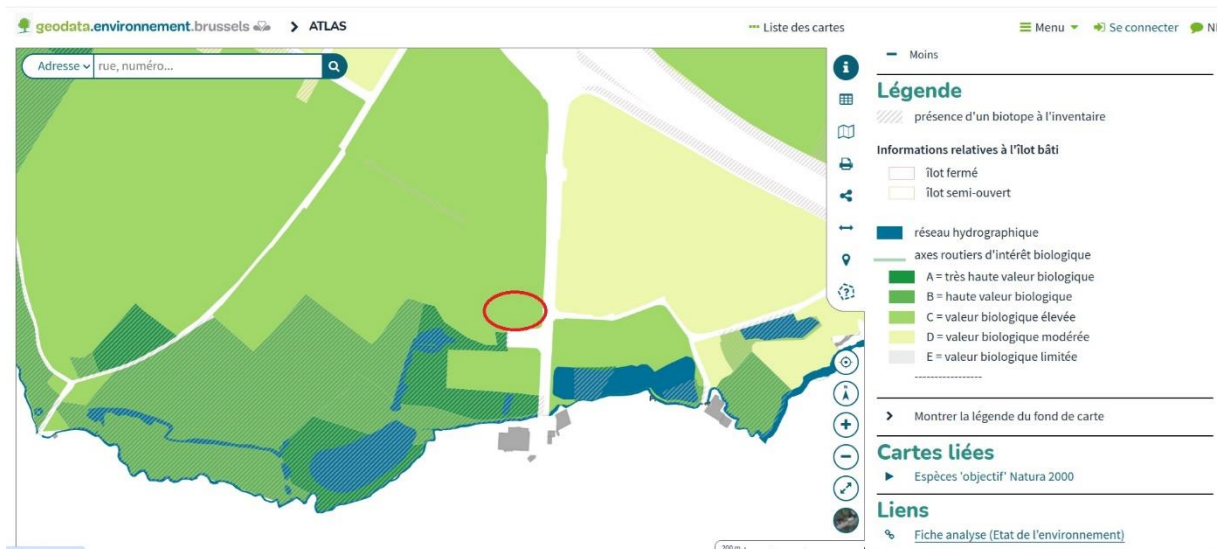 geodata.environnement.brussels > ATLAS
Liste des cartes
Menu
Se connecter
Adresse
rue, numéro...
Moins
Légende
présence d'un biotope à l'inventaire
Informations relatives à l'îlot bâti
îlot fermé
îlot semi-ouvert
réseau hydrographique
axes routiers d'intérêt biologique
A = très haute valeur biologique
B = haute valeur biologique
C = valeur biologique élevée
D = valeur biologique modérée
E = valeur biologique limitée
-----------------
Montrer la légende du fond de carte
Cartes liées
Espèces 'objectif' Natura 2000
Liens
Fiche analyse (Etat de l'environnement)
200 m